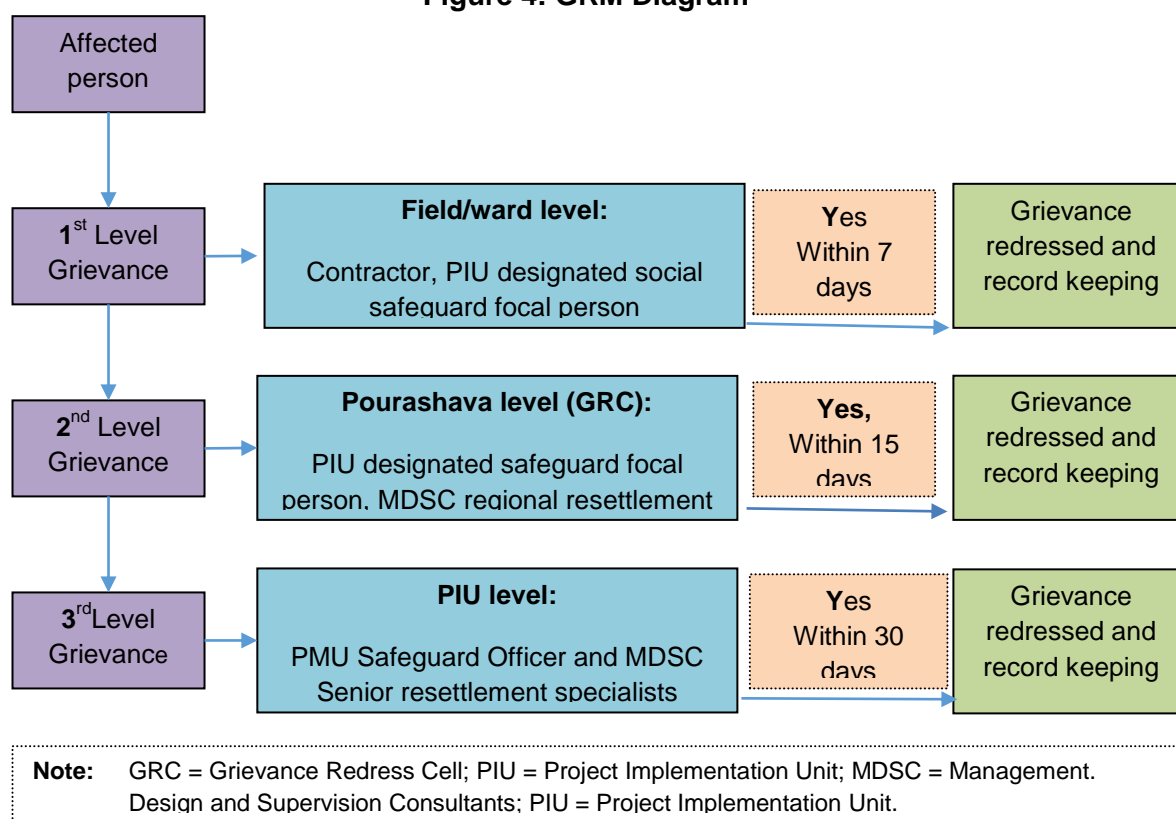 Figure 4: GRM Diagram
Affected
person
1st Level
Grievance
Field/ward level:
Contractor, PIU designated social
safeguard focal person
Yes
Within 7
days
Grievance
redressed and
record keeping
2nd Level
Grievance
Pourashava level (GRC):
PIU designated safeguard focal
person, MDSC regional resettlement
Yes,
Within 15
days
Grievance
redressed and
record keeping
3rd Level
Grievance
PIU level:
PMU Safeguard Officer and MDSC
Senior resettlement specialists
Yes
Within 30
days
Grievance
redressed and
record keeping
Note: GRC = Grievance Redress Cell; PIU = Project Implementation Unit; MDSC = Management.
Design and Supervision Consultants; PIU = Project Implementation Unit.